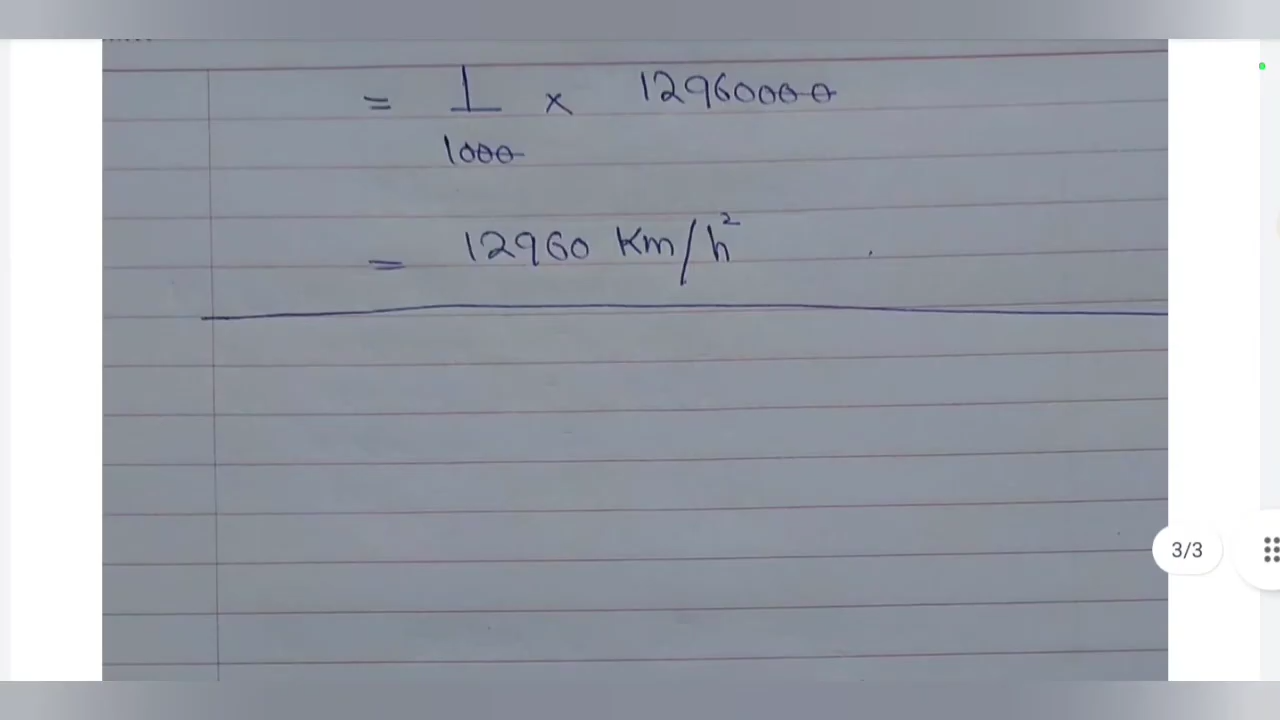 = 1/1000 × 12960000
= 12960 Km/h²
3/3